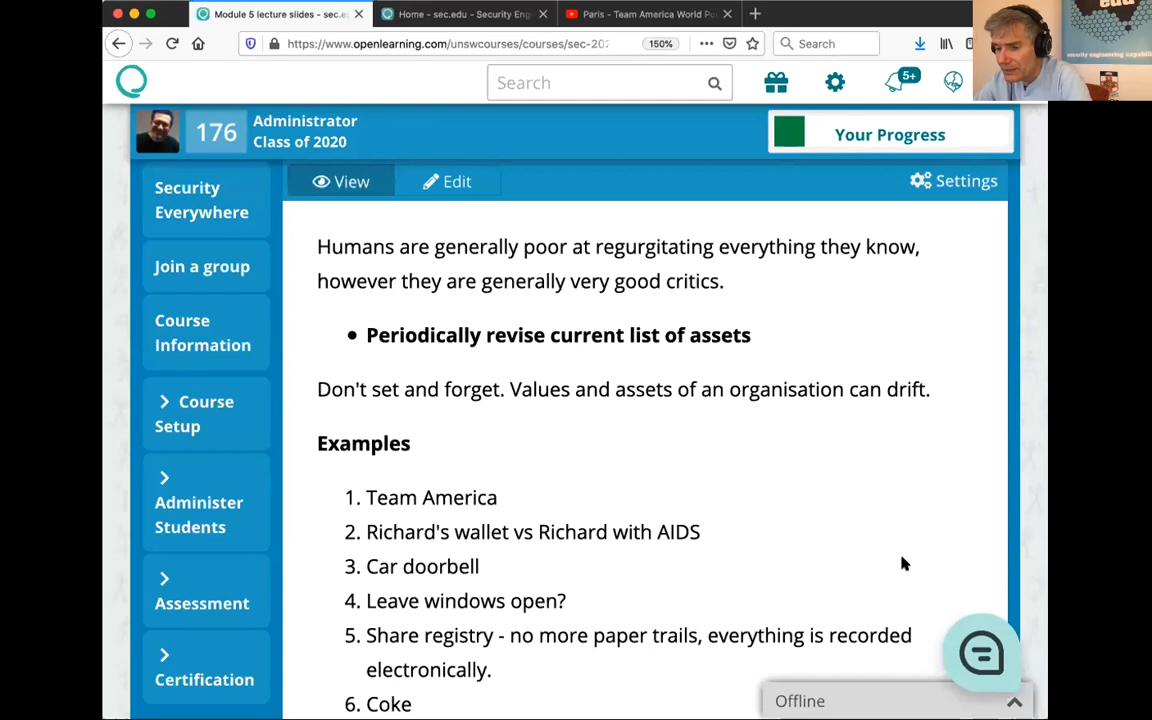 Module 5 lecture slides - sec.e
Home - sec.edu - Security Eng
Paris - Team America World Po
https://www.openlearning.com/unswcourses/courses/sec-20
150%
Search
Search
5+
176
Administrator
Class of 2020
Your Progress
View
Edit
Settings
Security
Everywhere
Join a group
Course
Information
Course
Setup
Administer
Students
Assessment
Certification
Humans are generally poor at regurgitating everything they know,
however they are generally very good critics.
• Periodically revise current list of assets
Don't set and forget. Values and assets of an organisation can drift.
Examples
1. Team America
2. Richard's wallet vs Richard with AIDS
3. Car doorbell
4. Leave windows open?
5. Share registry - no more paper trails, everything is recorded
electronically.
6. Coke
Offline